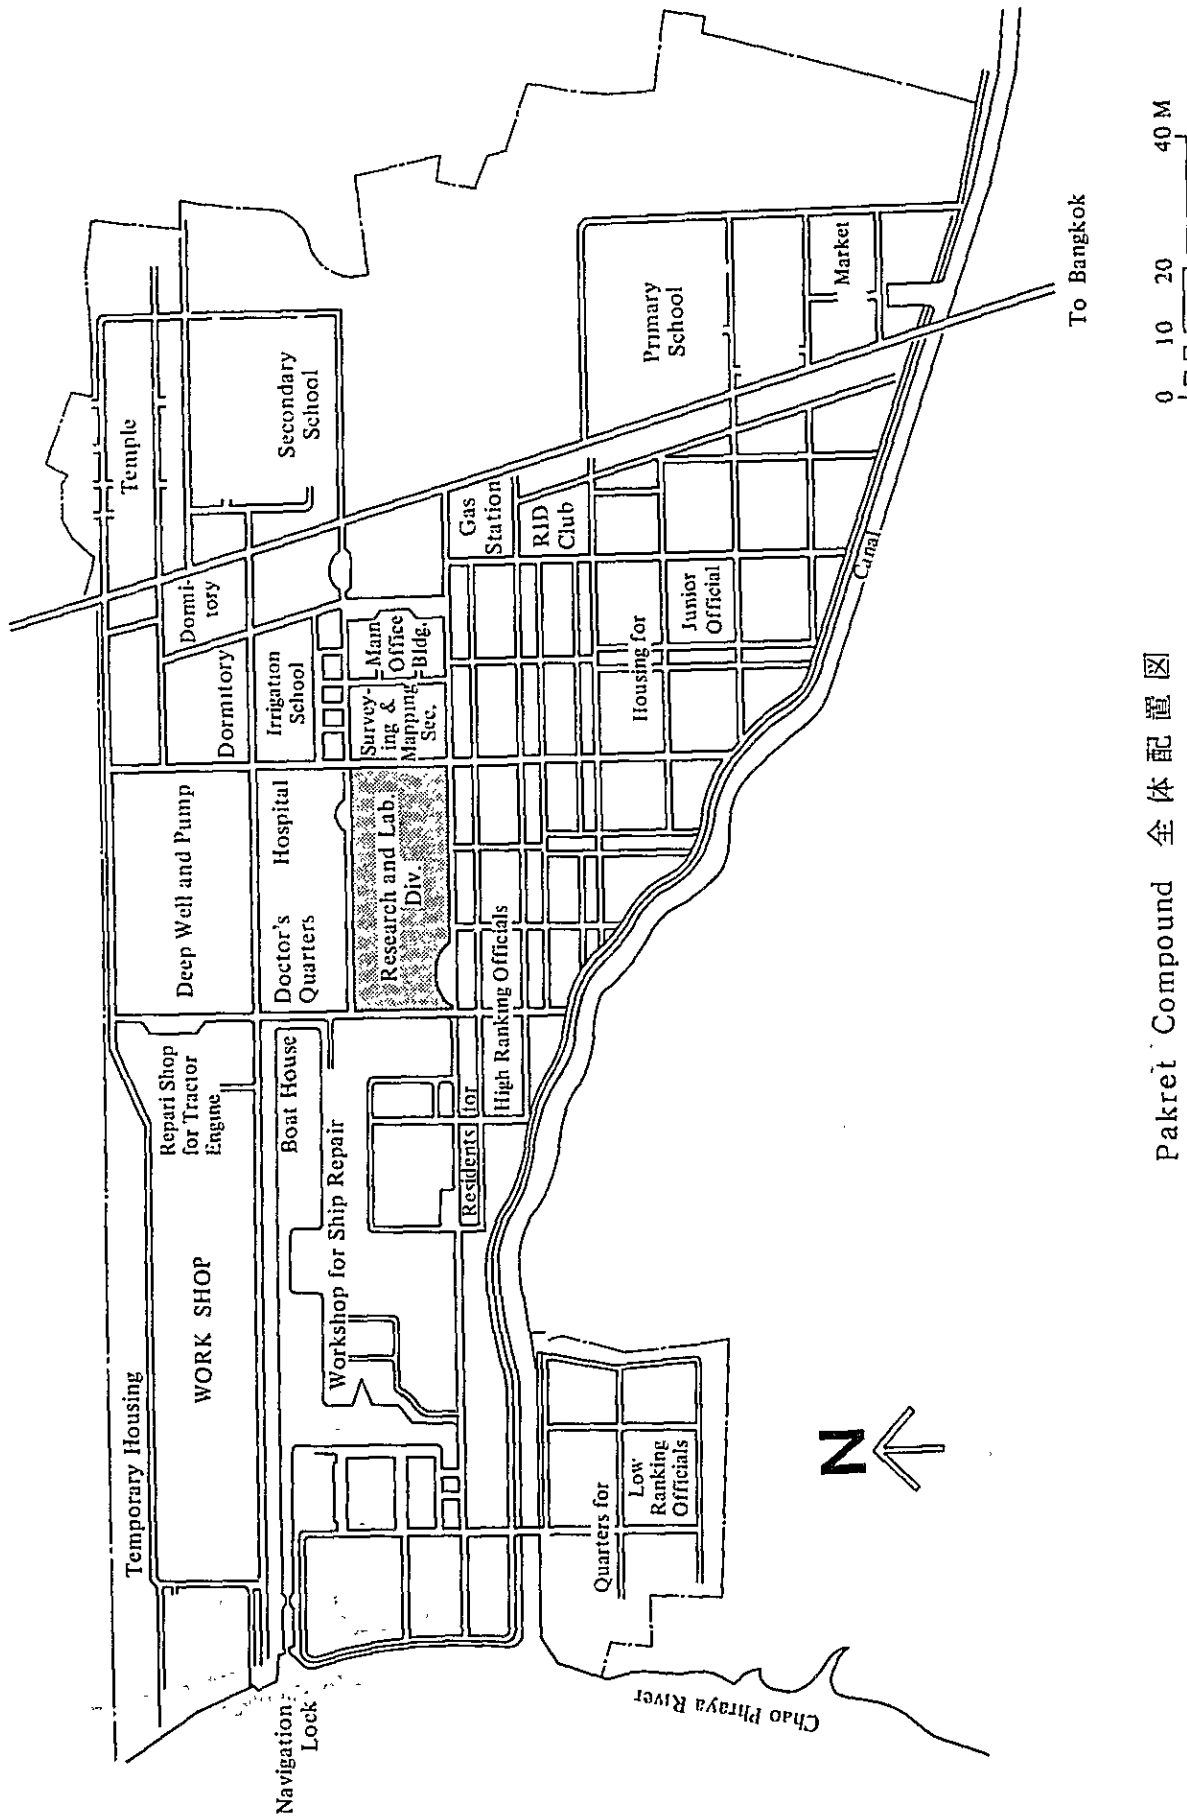 Temple
Secondary
School
Dormi-
tory
Dormitory
Irrigation
School
Main
Office
Bldg.
Survey-
ing &
Mapping
Sec.
Gas
Station
RID
Club
Primary
School
Market
To Bangkok
Junior
Official
Housing for
Canal
Deep Well and Pump
Hospital
Doctor's
Quarters
Research and Lab.
Div.
High Ranking Officials
Residents for
Repari Shop
for Tractor
Engine
Boat House
Workshop for Ship Repair
WORK SHOP
Temporary Housing
Navigation
Lock
Quarters for
Low
Ranking
Officials
Chao Phraya River
N
0 10 20 40 M
Pakret Compound 全体配置図